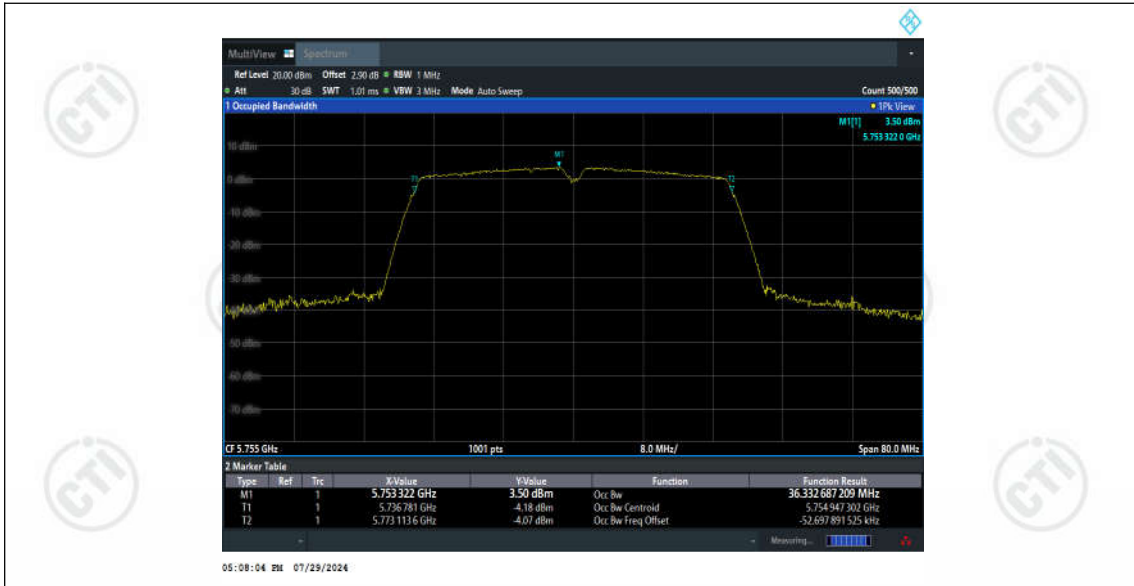 MultiView Spectrum
Ref Level 20.00 dBm Offset 2.90 dB RBW 1 MHz
Att 30 dB SWT 1.01 ms VBW 3 MHz Mode Auto Sweep Count 500/500
1 Occupied Bandwidth 1Pk View
M1[1] 3.50 dBm
5.753 322 0 GHz
10 dBm
M1
0 dBm
T1 T2
-10 dBm
-20 dBm
-30 dBm
-40 dBm
-50 dBm
-60 dBm
-70 dBm
CF 5.755 GHz 1001 pts 8.0 MHz/ Span 80.0 MHz
2 Marker Table
Type Ref Trc X-Value Y-Value Function Function Result
M1 1 5.753 322 GHz 3.50 dBm Occ Bw 36.332 687 209 MHz
T1 1 5.736 781 GHz -4.18 dBm Occ Bw Centroid 5.754 947 302 GHz
T2 1 5.773 113 6 GHz -4.07 dBm Occ Bw Freq Offset -52.697 891 525 kHz
Measuring...
05:08:04 PM 07/29/2024
CTI
CTI
CTI
CTI